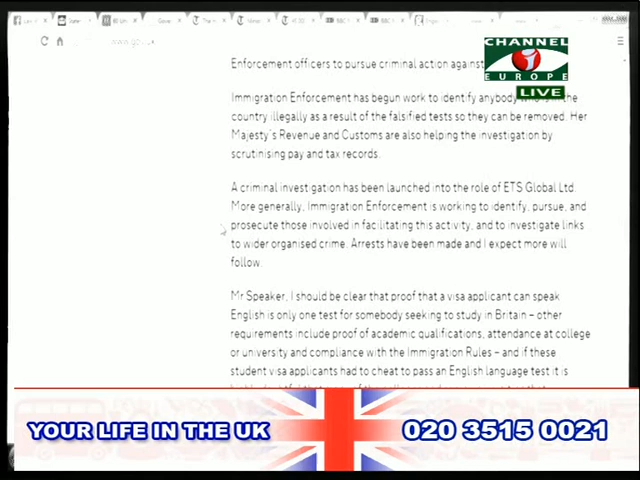 www.gov.uk
CHANNEL
i
EUROPE
LIVE
Enforcement officers to pursue criminal action against
Immigration Enforcement has begun work to identify anybody who is in the
country illegally as a result of the falsified tests so they can be removed. Her
Majesty's Revenue and Customs are also helping the investigation by
scrutinising pay and tax records.
A criminal investigation has been launched into the role of ETS Global Ltd.
More generally, Immigration Enforcement is working to identify, pursue, and
prosecute those involved in facilitating this activity, and to investigate links
to wider organised crime. Arrests have been made and I expect more will
follow.
Mr Speaker, I should be clear that proof that a visa applicant can speak
English is only one test for somebody seeking to study in Britain – other
requirements include proof of academic qualifications, attendance at college
or university and compliance with the Immigration Rules – and if these
student visa applicants had to cheat to pass an English language test it is
YOUR LIFE IN THE UK
020 3515 0021